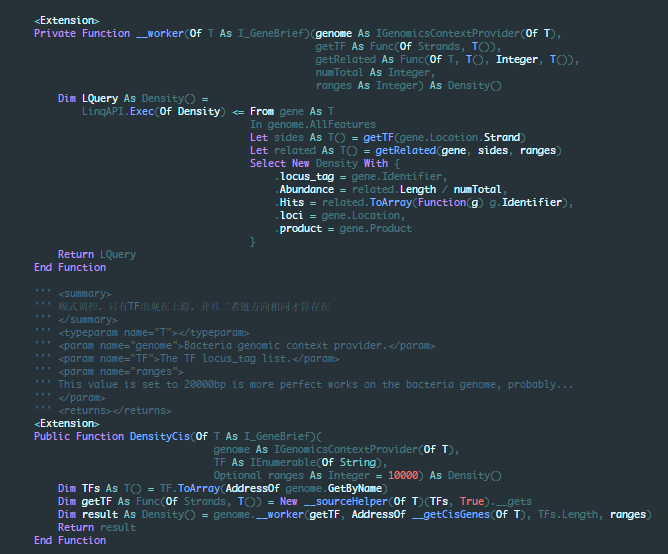 <Extension>
Private Function __worker(Of T As I_GeneBrief)(genome As IGenomicsContextProvider(Of T),
getTF As Func(Of Strands, T()),
getRelated As Func(Of T, T(), Integer, T()),
numTotal As Integer,
ranges As Integer) As Density()
Dim LQuery As Density() =
LinqAPI.Exec(Of Density) <= From gene As T
In genome.AllFeatures
Let sides As T() = getTF(gene.Location.Strand)
Let related As T() = getRelated(gene, sides, ranges)
Select New Density With {
.locus_tag = gene.Identifier,
.Abundance = related.Length / numTotal,
.Hits = related.ToArray(Function(g) g.Identifier),
.loci = gene.Location,
.product = gene.Product
}
Return LQuery
End Function
''' <summary>
''' 顺式调控，只有TF出现在上游，并且二者链方向相同才算存在
''' </summary>
''' <typeparam name="T"></typeparam>
''' <param name="genome">Bacteria genomic context provider.</param>
''' <param name="TF">The TF locus_tag list.</param>
''' <param name="ranges">
''' This value is set to 20000bp is more perfect works on the bacteria genome, probably...
''' </param>
''' <returns></returns>
<Extension>
Public Function DensityCis(Of T As I_GeneBrief)(
genome As IGenomicsContextProvider(Of T),
TF As IEnumerable(Of String),
Optional ranges As Integer = 10000) As Density()
Dim TFs As T() = TF.ToArray(AddressOf genome.GetByName)
Dim getTF As Func(Of Strands, T()) = New __sourceHelper(Of T)(TFs, True).__gets
Dim result As Density() = genome.__worker(getTF, AddressOf __getCisGenes(Of T), TFs.Length, ranges)
Return result
End Function